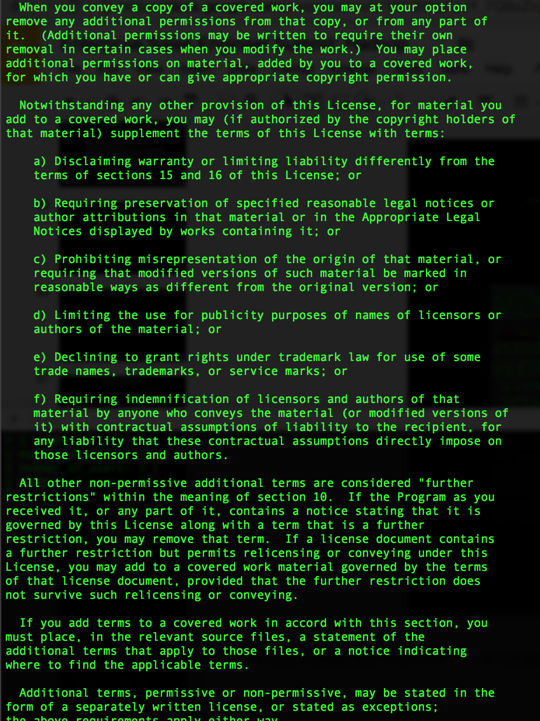 When you convey a copy of a covered work, you may at your option
remove any additional permissions from that copy, or from any part of
it.  (Additional permissions may be written to require their own
removal in certain cases when you modify the work.)  You may place
additional permissions on material, added by you to a covered work,
for which you have or can give appropriate copyright permission.
Notwithstanding any other provision of this License, for material you
add to a covered work, you may (if authorized by the copyright holders of
that material) supplement the terms of this License with terms:
a) Disclaiming warranty or limiting liability differently from the
terms of sections 15 and 16 of this License; or
b) Requiring preservation of specified reasonable legal notices or
author attributions in that material or in the Appropriate Legal
Notices displayed by works containing it; or
c) Prohibiting misrepresentation of the origin of that material, or
requiring that modified versions of such material be marked in
reasonable ways as different from the original version; or
d) Limiting the use for publicity purposes of names of licensors or
authors of the material; or
e) Declining to grant rights under trademark law for use of some
trade names, trademarks, or service marks; or
f) Requiring indemnification of licensors and authors of that
material by anyone who conveys the material (or modified versions of
it) with contractual assumptions of liability to the recipient, for
any liability that these contractual assumptions directly impose on
those licensors and authors.
All other non-permissive additional terms are considered "further
restrictions" within the meaning of section 10.  If the Program as you
received it, or any part of it, contains a notice stating that it is
governed by this License along with a term that is a further
restriction, you may remove that term.  If a license document contains
a further restriction but permits relicensing or conveying under this
License, you may add to a covered work material governed by the terms
of that license document, provided that the further restriction does
not survive such relicensing or conveying.
If you add terms to a covered work in accord with this section, you
must place, in the relevant source files, a statement of the
additional terms that apply to those files, or a notice indicating
where to find the applicable terms.
Additional terms, permissive or non-permissive, may be stated in the
form of a separately written license, or stated as exceptions;
the above requirements apply either way.